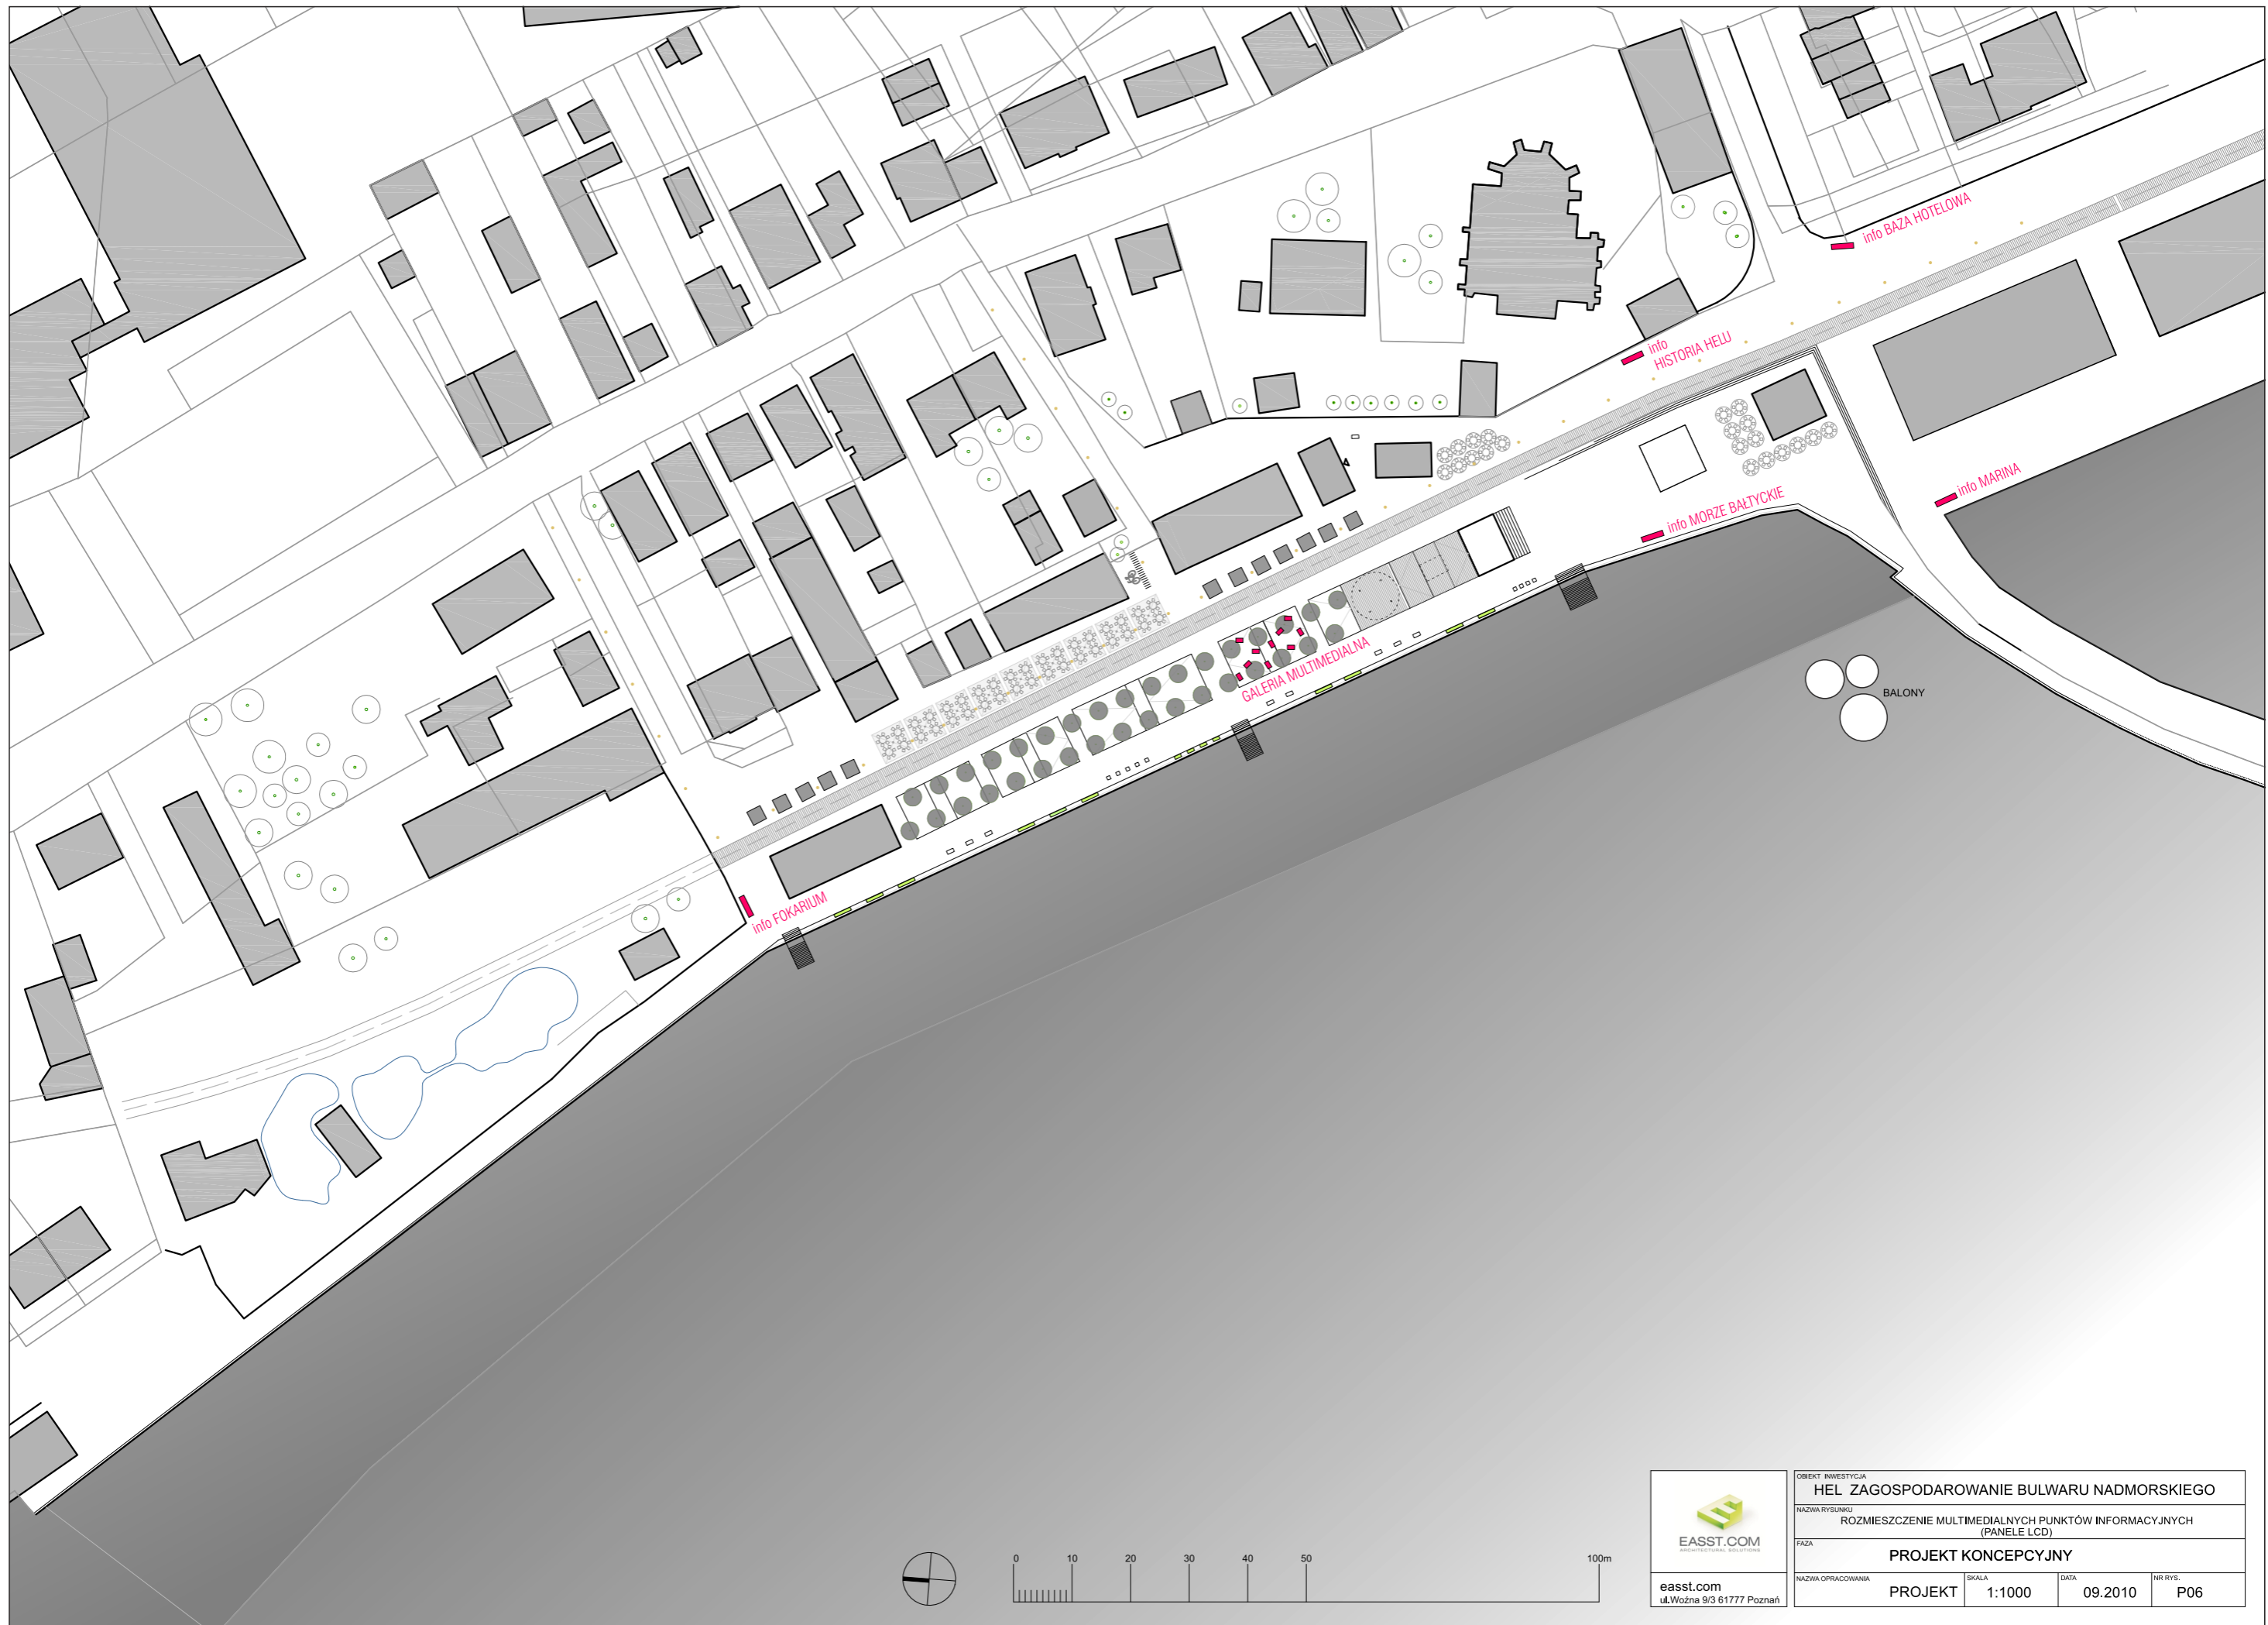 info BAZA HOTELOWA
info
HISTORIA HELU
info MARINA
info MORZE BAŁTYCKIE
GALERIA MULTIMEDIALNA
BALONY
info FOKARIUM
0 10 20 30 40 50 100m
EASST.COM
ARCHITECTURAL SOLUTIONS
easst.com
ul.Woźna 9/3 61777 Poznań
OBIEKT INWESTYCJA
HEL ZAGOSPODAROWANIE BULWARU NADMORSKIEGO
NAZWA RYSUNKU
ROZMIESZCZENIE MULTIMEDIALNYCH PUNKTÓW INFORMACYJNYCH
(PANELE LCD)
FAZA
PROJEKT KONCEPCYJNY
NAZWA OPRACOWANIA
PROJEKT
SKALA
1:1000
DATA
09.2010
NR RYS.
P06